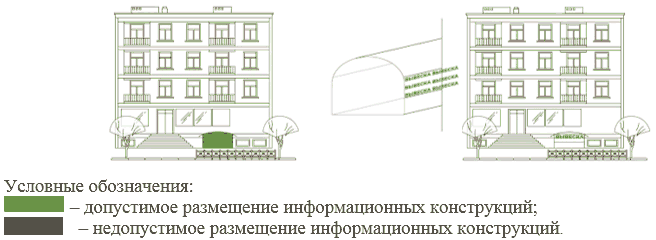 ВЫВЕСКА ВЫВЕСКА
ВЫВЕСКА ВЫВЕСКА
ВЫВЕСКА ВЫВЕСКА
ВЫВЕСКА
Условные обозначения:
– допустимое размещение информационных конструкций;
– недопустимое размещение информационных конструкций.